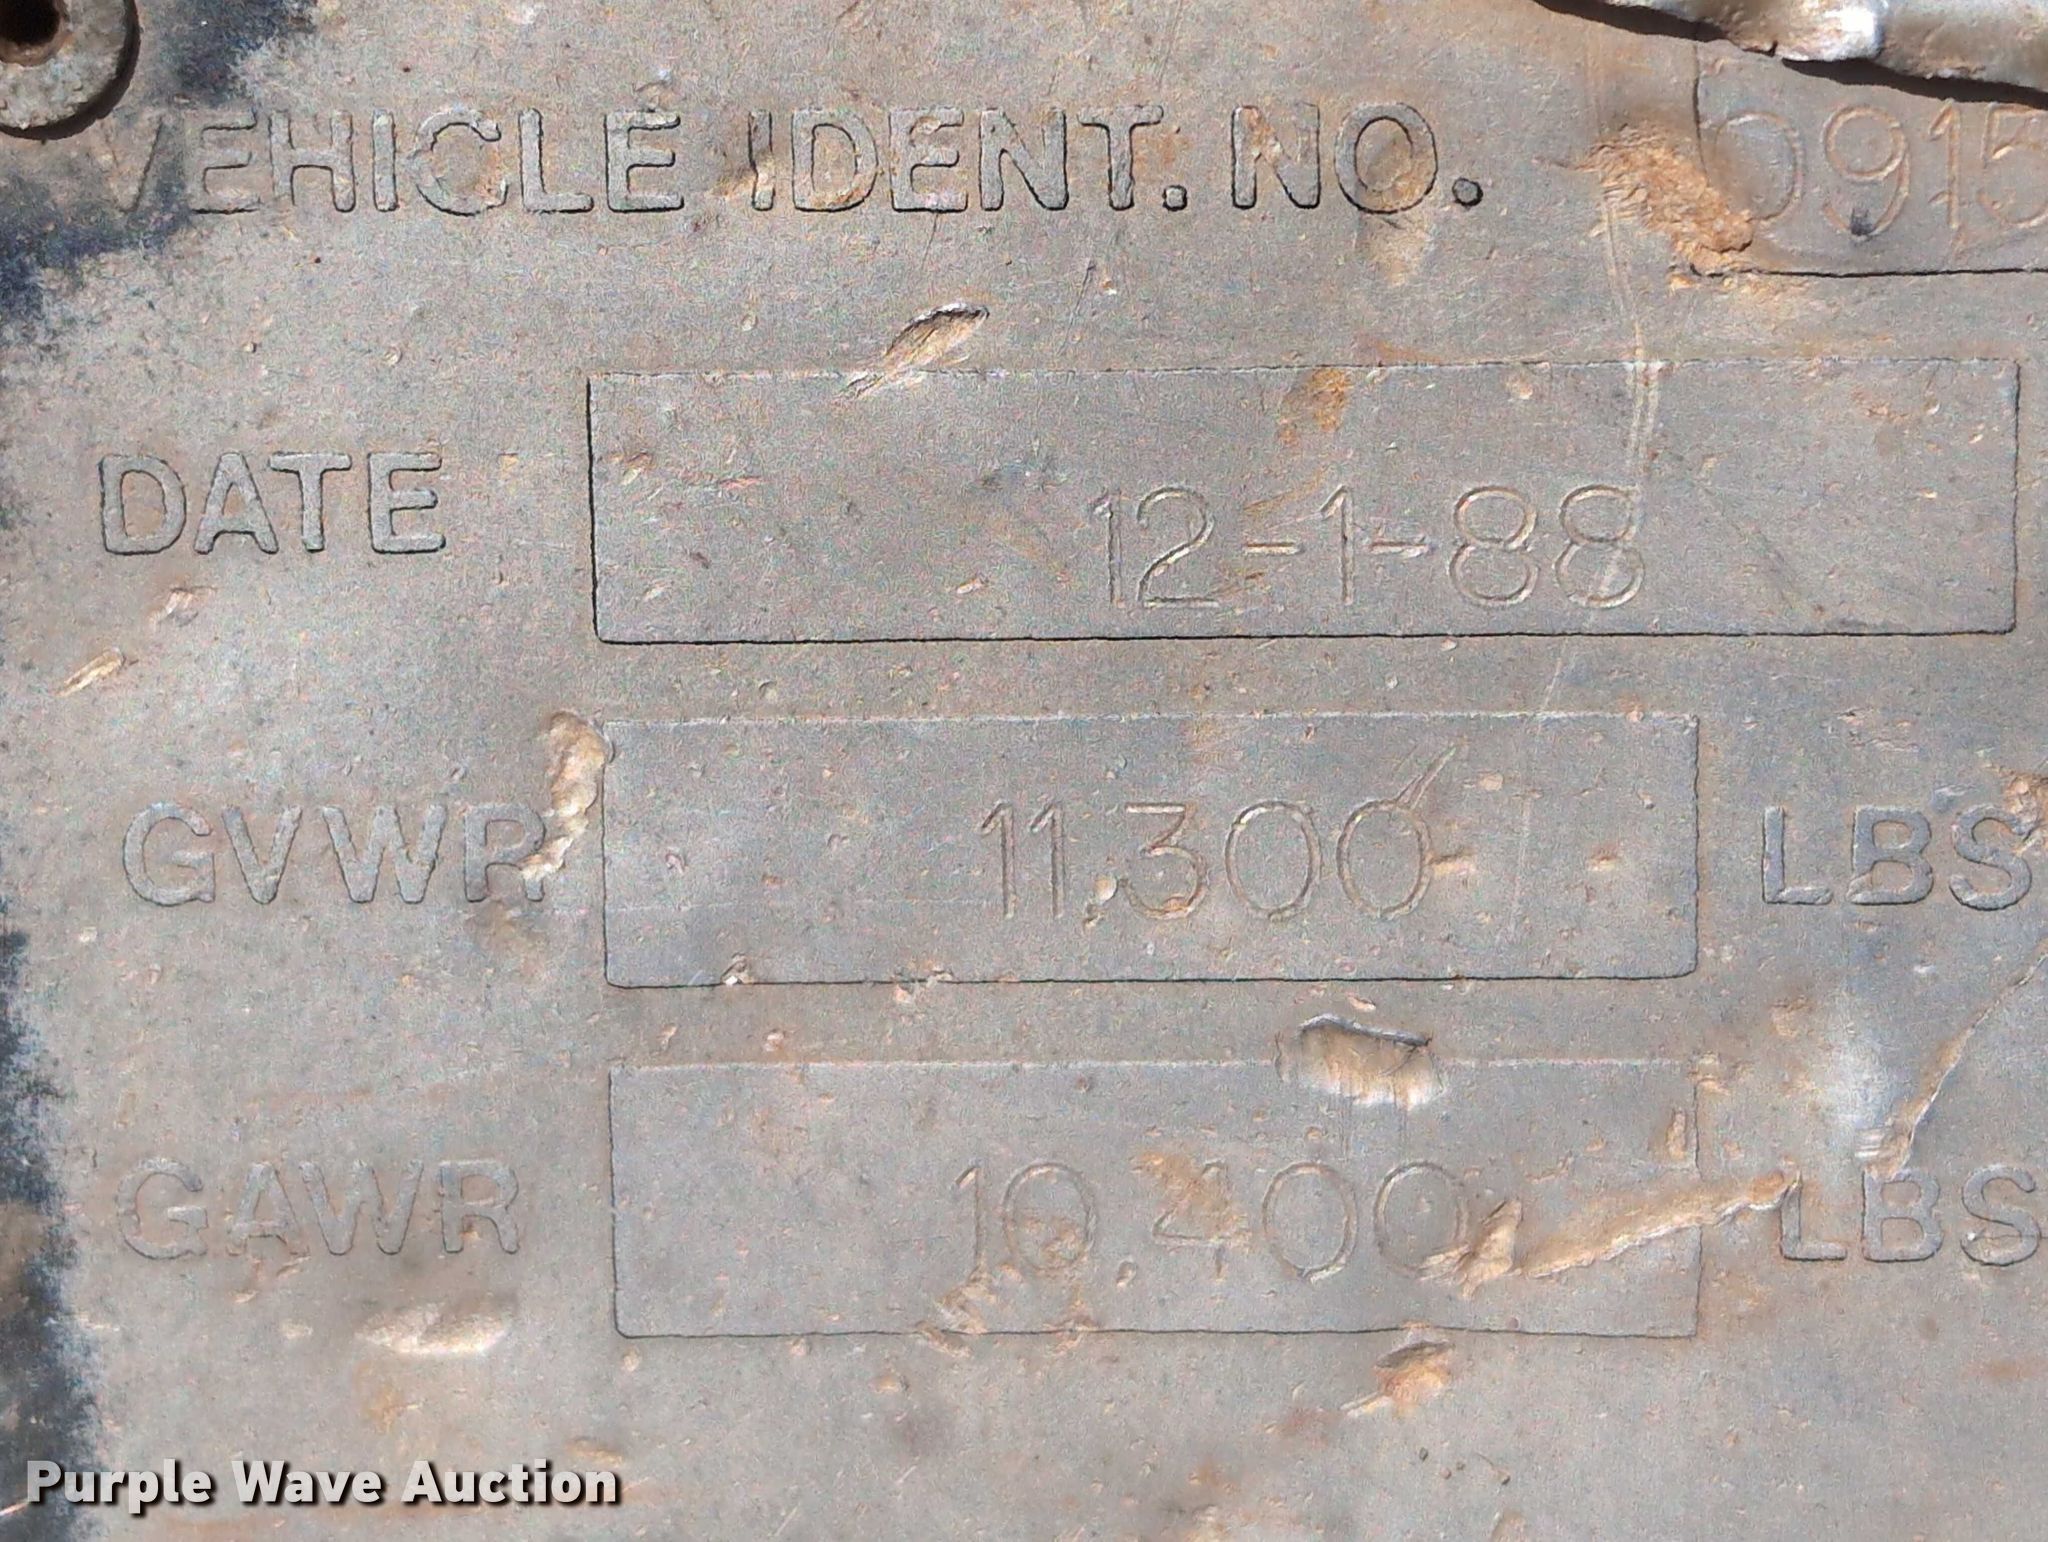 VEHICLE IDENT. NO. 0915
DATE 12-1-88
GVWR 11,300 LBS
GAWR 10,400 LBS
Purple Wave Auction